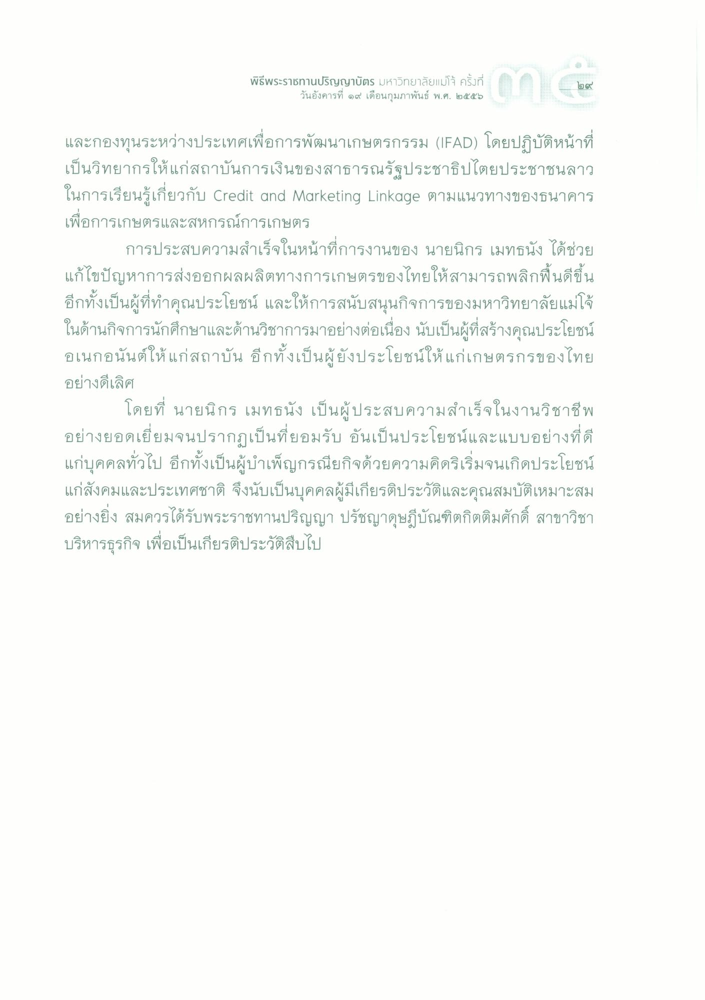 พิธีพระราชทานปริญญาบัตร มหาวิทยาลัยแม่โจ้ ครั้งที่ ๓๕
วันอังคารที่ ๑๙ เดือนกุมภาพันธ์ พ.ศ. ๒๕๕๖
๒๙
และกองทุนระหว่างประเทศเพื่อการพัฒนาเกษตรกรรม (IFAD) โดยปฏิบัติหน้าที่
เป็นวิทยากรให้แก่สถาบันการเงินของสาธารณรัฐประชาธิปไตยประชาชนลาว
ในการเรียนรู้เกี่ยวกับ Credit and Marketing Linkage ตามแนวทางของธนาคาร
เพื่อการเกษตรและสหกรณ์การเกษตร
การประสบความสำเร็จในหน้าที่การงานของ นายนิกร เมทธนัง ได้ช่วย
แก้ไขปัญหาการส่งออกผลผลิตทางการเกษตรของไทยให้สามารถพลิกฟื้นดีขึ้น
อีกทั้งเป็นผู้ที่ทำคุณประโยชน์ และให้การสนับสนุนกิจการของมหาวิทยาลัยแม่โจ้
ในด้านกิจการนักศึกษาและด้านวิชาการมาอย่างต่อเนื่อง นับเป็นผู้ที่สร้างคุณประโยชน์
อเนกอนันต์ให้แก่สถาบัน อีกทั้งเป็นผู้ยังประโยชน์ให้แก่เกษตรกรของไทย
อย่างดีเลิศ
โดยที่ นายนิกร เมทธนัง เป็นผู้ประสบความสำเร็จในงานวิชาชีพ
อย่างยอดเยี่ยมจนปรากฏเป็นที่ยอมรับ อันเป็นประโยชน์และแบบอย่างที่ดี
แก่บุคคลทั่วไป อีกทั้งเป็นผู้บำเพ็ญกรณียกิจด้วยความคิดริเริ่มจนเกิดประโยชน์
แก่สังคมและประเทศชาติ จึงนับเป็นบุคคลผู้มีเกียรติประวัติและคุณสมบัติเหมาะสม
อย่างยิ่ง สมควรได้รับพระราชทานปริญญา ปรัชญาดุษฎีบัณฑิตกิตติมศักดิ์ สาขาวิชา
บริหารธุรกิจ เพื่อเป็นเกียรติประวัติสืบไป